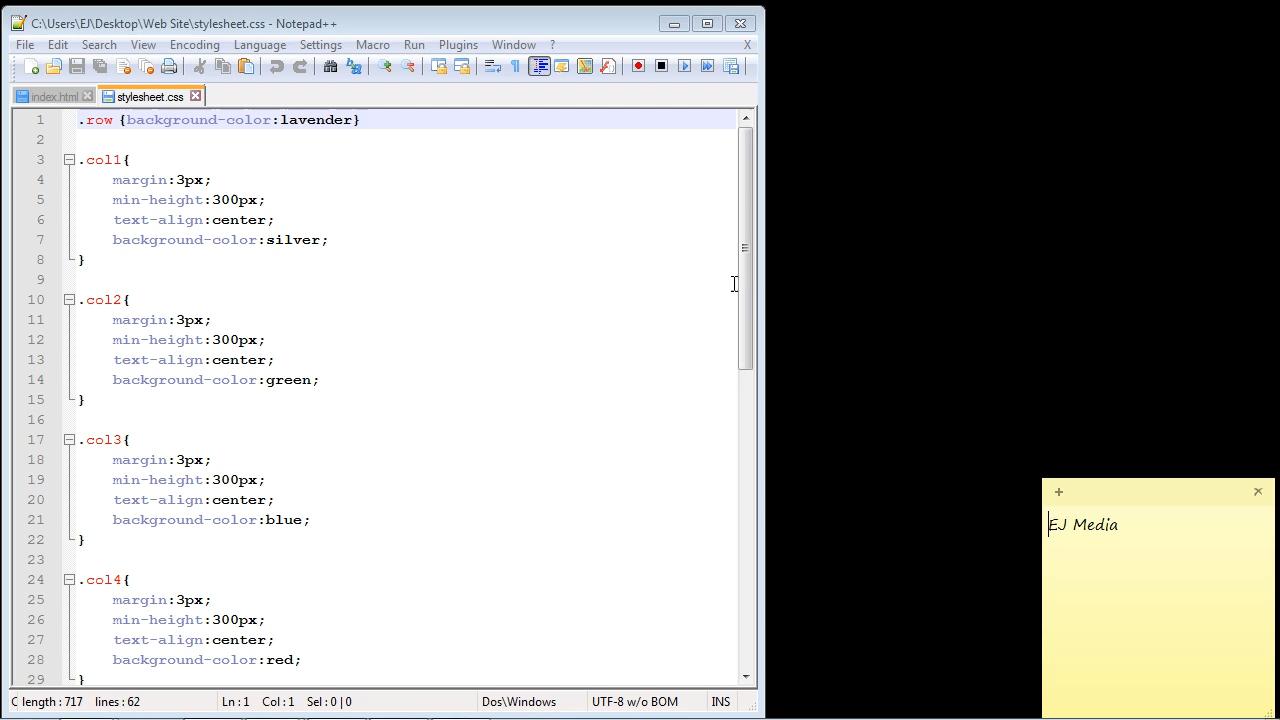 C:\Users\EJ\Desktop\Web Site\stylesheet.css - Notepad++
File Edit Search View Encoding Language Settings Macro Run Plugins Window ? X
index.html stylesheet.css
1 .row {background-color:lavender}
2
3 .col1{
4 margin:3px;
5 min-height:300px;
6 text-align:center;
7 background-color:silver;
8 }
9
10 .col2{
11 margin:3px;
12 min-height:300px;
13 text-align:center;
14 background-color:green;
15 }
16
17 .col3{
18 margin:3px;
19 min-height:300px;
20 text-align:center;
21 background-color:blue;
22 }
23
24 .col4{
25 margin:3px;
26 min-height:300px;
27 text-align:center;
28 background-color:red;
29 }
C length : 717 lines : 62 Ln : 1 Col : 1 Sel : 0 | 0 Dos\Windows UTF-8 w/o BOM INS
EJ Media